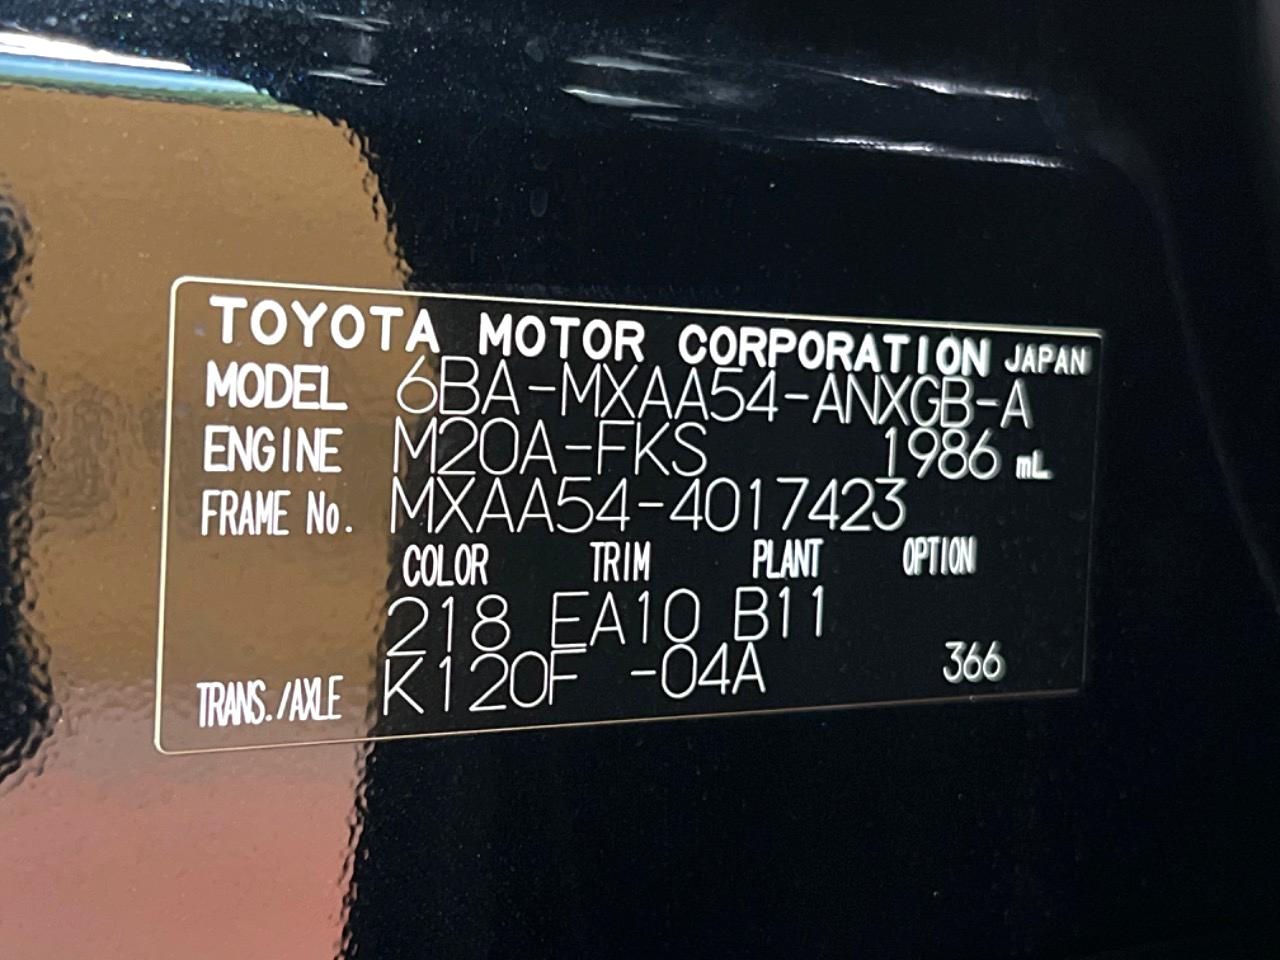 TOYOTA MOTOR CORPORATION JAPAN
MODEL 6BA-MXAA54-ANXGB-A
ENGINE M20A-FKS 1986 mL
FRAME No. MXAA54-4017423
COLOR TRIM PLANT OPTION
218 EA10 B11
TRANS./AXLE K120F -04A 366